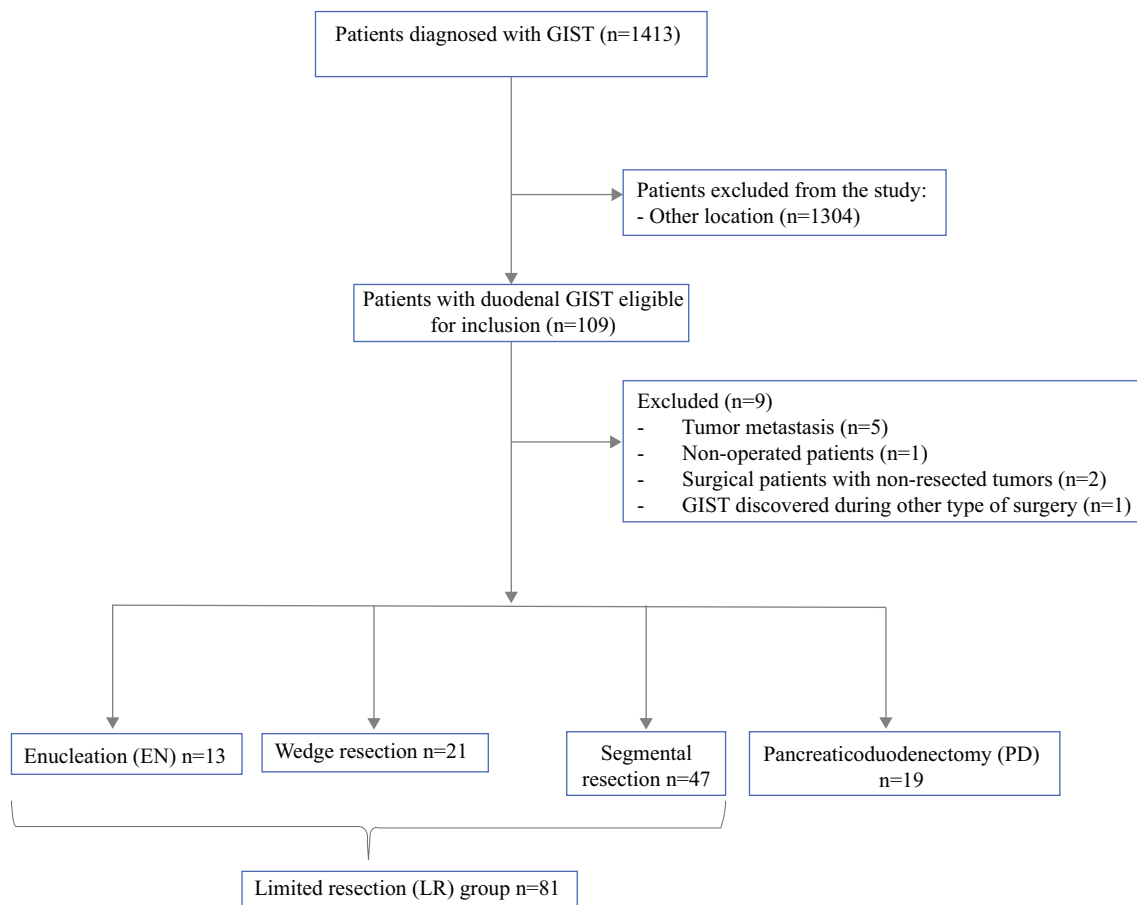 Patients diagnosed with GIST (n=1413)
Patients excluded from the study:
- Other location (n=1304)
Patients with duodenal GIST eligible
for inclusion (n=109)
Excluded (n=9)
- Tumor metastasis (n=5)
- Non-operated patients (n=1)
- Surgical patients with non-resected tumors (n=2)
- GIST discovered during other type of surgery (n=1)
Enucleation (EN) n=13
Wedge resection n=21
Segmental
resection n=47
Pancreaticoduodenectomy (PD)
n=19
Limited resection (LR) group n=81